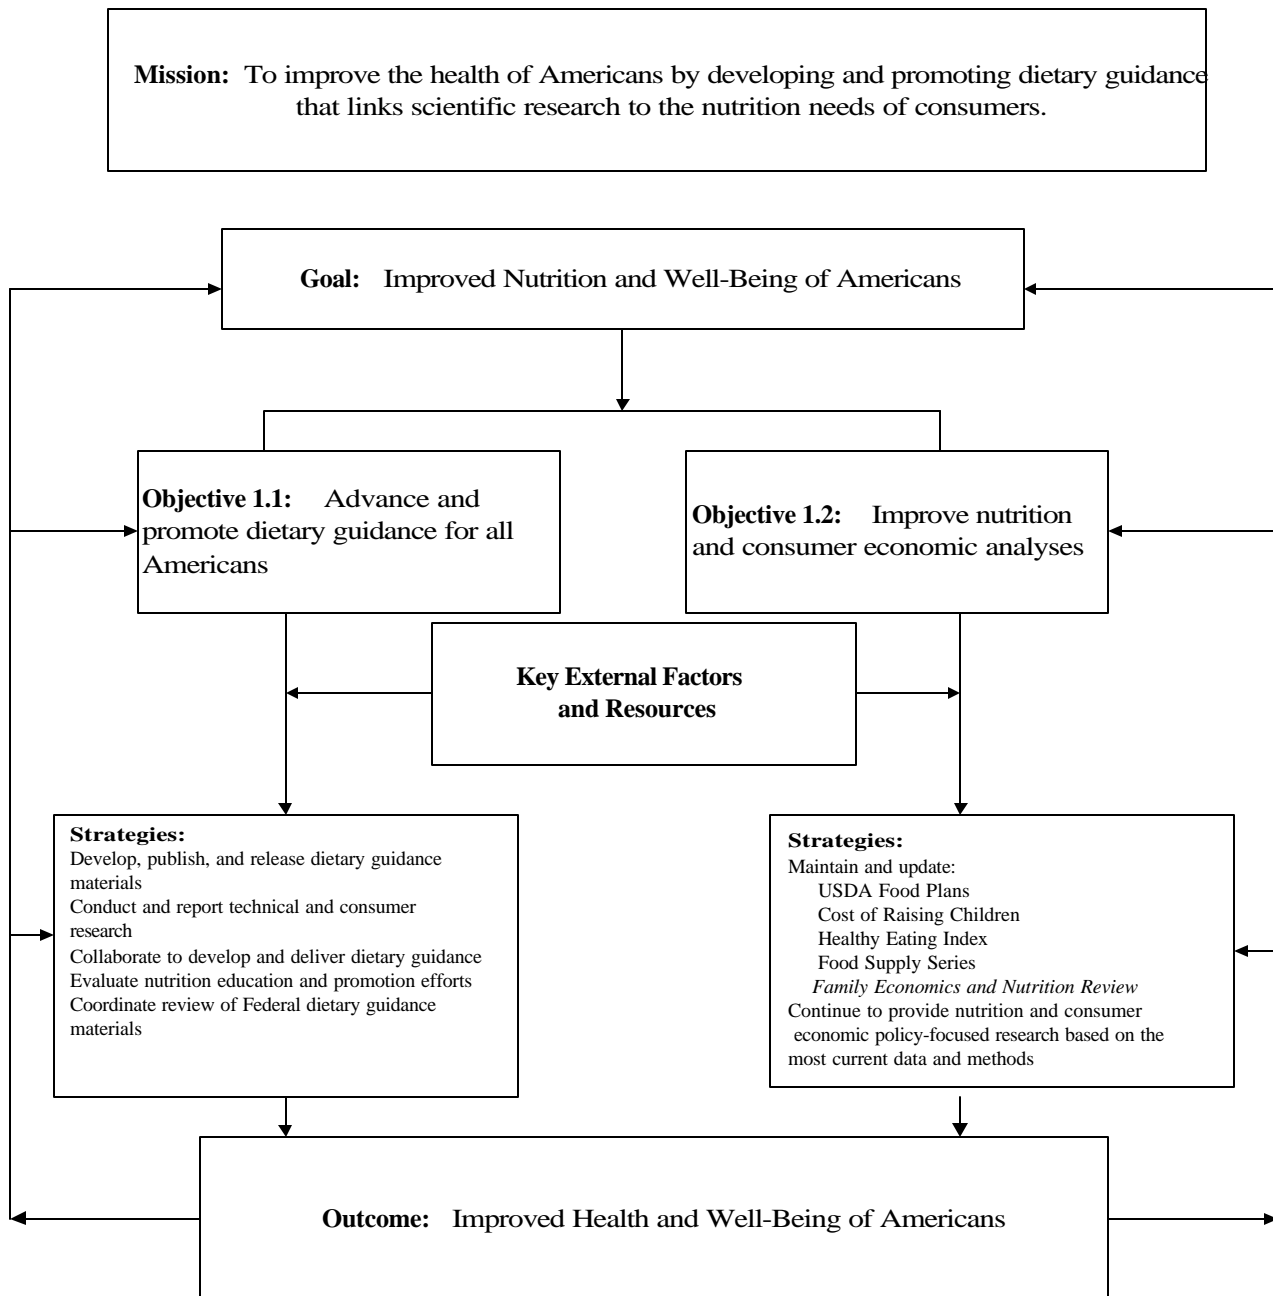 Mission: To improve the health of Americans by developing and promoting dietary guidance
that links scientific research to the nutrition needs of consumers.
Goal: Improved Nutrition and Well-Being of Americans
Objective 1.1: Advance and
promote dietary guidance for all
Americans
Objective 1.2: Improve nutrition
and consumer economic analyses
Key External Factors
and Resources
Strategies:
Develop, publish, and release dietary guidance
materials
Conduct and report technical and consumer
research
Collaborate to develop and deliver dietary guidance
Evaluate nutrition education and promotion efforts
Coordinate review of Federal dietary guidance
materials
Strategies:
Maintain and update:
USDA Food Plans
Cost of Raising Children
Healthy Eating Index
Food Supply Series
Family Economics and Nutrition Review
Continue to provide nutrition and consumer
economic policy-focused research based on the
most current data and methods
Outcome: Improved Health and Well-Being of Americans